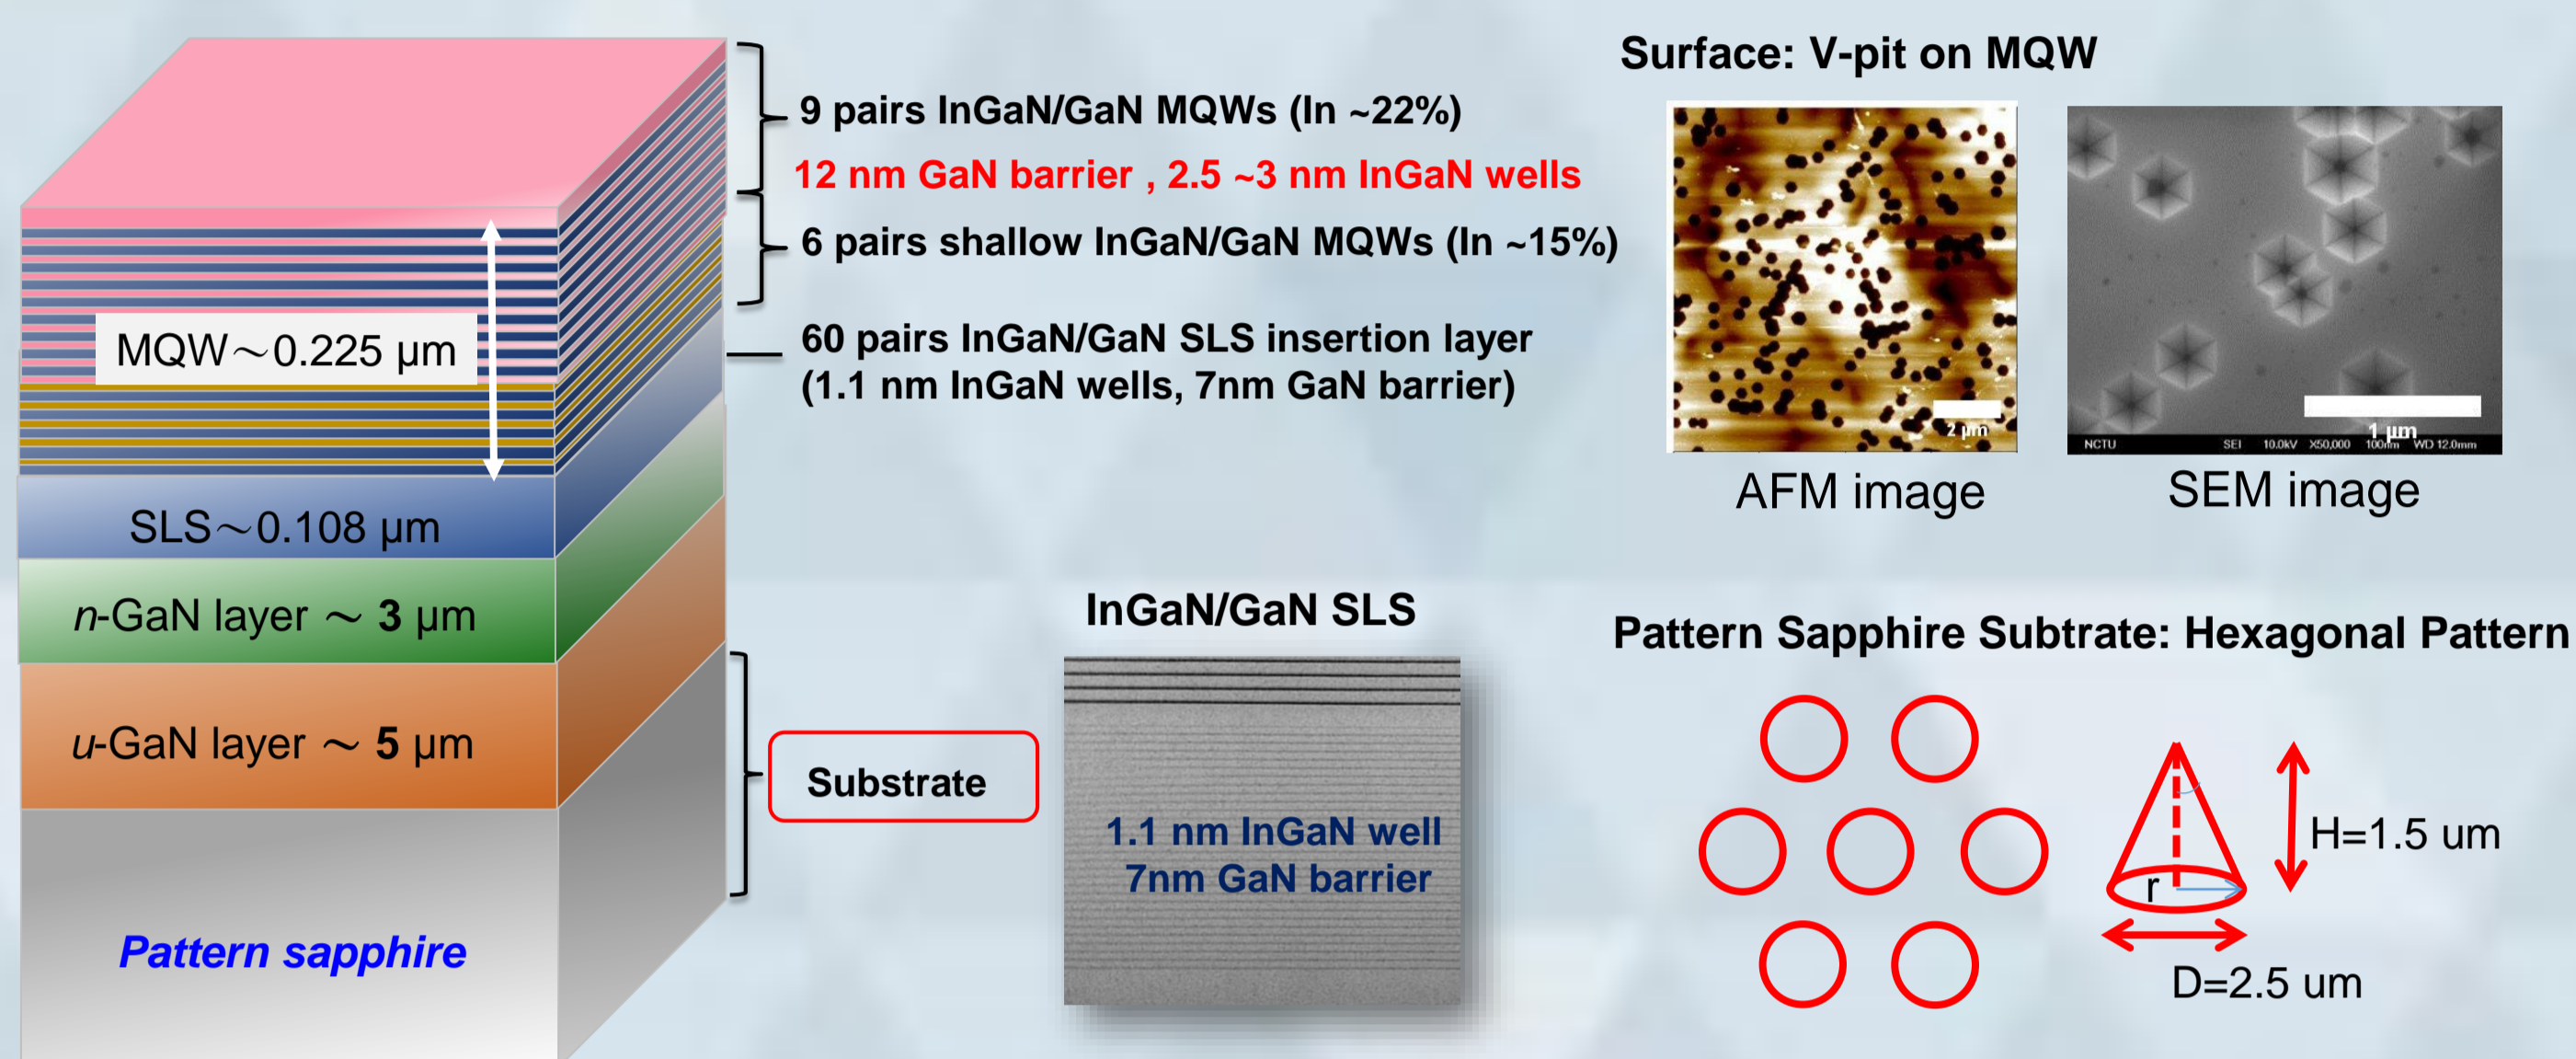 9 pairs InGaN/GaN MQWs (In ~22%)
12 nm GaN barrier , 2.5 ~3 nm InGaN wells
6 pairs shallow InGaN/GaN MQWs (In ~15%)
60 pairs InGaN/GaN SLS insertion layer
(1.1 nm InGaN wells, 7nm GaN barrier)
MQW～0.225 µm
SLS～0.108 µm
n-GaN layer ～ 3 µm
u-GaN layer ～ 5 µm
Pattern sapphire
Substrate
InGaN/GaN SLS
1.1 nm InGaN well
7nm GaN barrier
Surface: V-pit on MQW
2 µm
AFM image
1 µm
NCTU SEI 10.0kV X50,000 100nm WD 12.0mm
SEM image
Pattern Sapphire Subtrate: Hexagonal Pattern
H=1.5 um
r
D=2.5 um